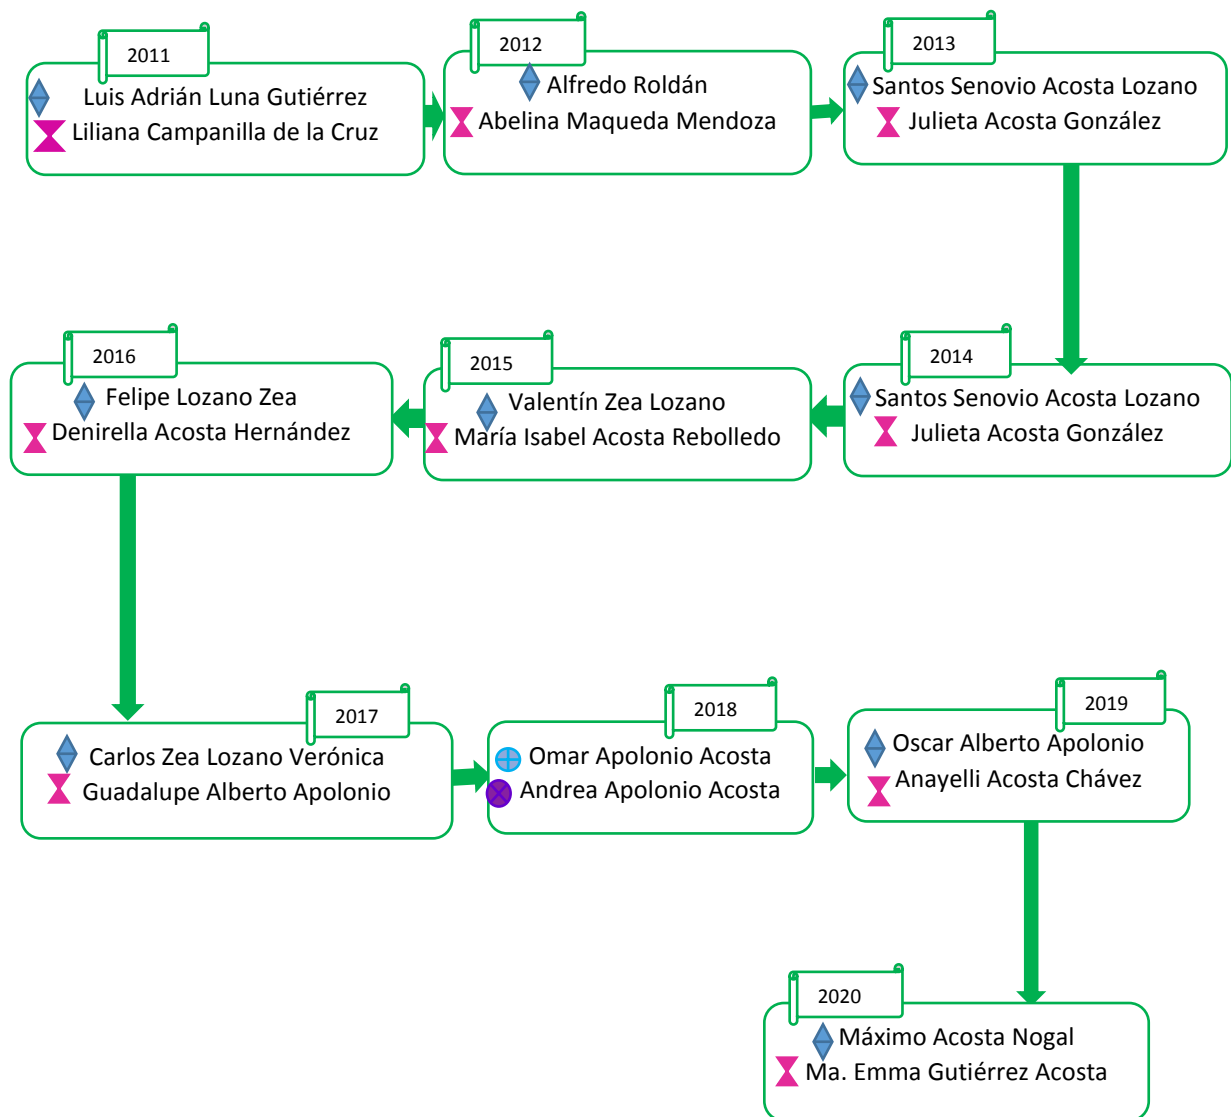 2011
Luis Adrián Luna Gutiérrez
Liliana Campanilla de la Cruz
2012
Alfredo Roldán
Abelina Maqueda Mendoza
2013
Santos Senovio Acosta Lozano
Julieta Acosta González
2014
Santos Senovio Acosta Lozano
Julieta Acosta González
2015
Valentín Zea Lozano
María Isabel Acosta Rebolledo
2016
Felipe Lozano Zea
Denirella Acosta Hernández
2017
Carlos Zea Lozano Verónica
Guadalupe Alberto Apolonio
2018
Omar Apolonio Acosta
Andrea Apolonio Acosta
2019
Oscar Alberto Apolonio
Anayelli Acosta Chávez
2020
Máximo Acosta Nogal
Ma. Emma Gutiérrez Acosta